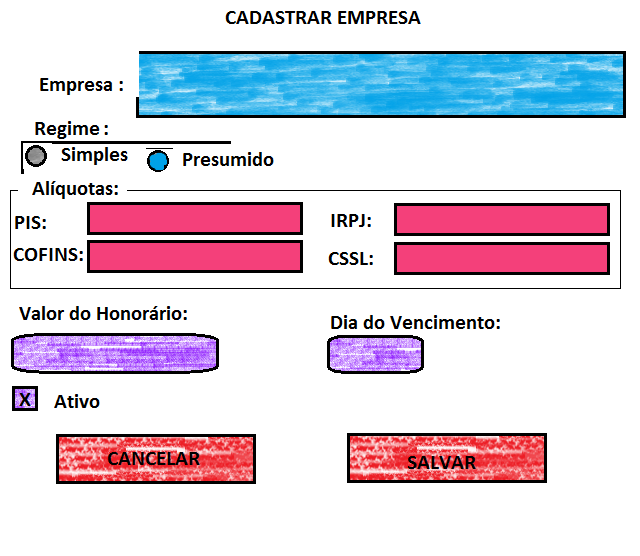 CADASTRAR EMPRESA
Empresa :
Regime :
Simples Presumido
Alíquotas:
PIS: IRPJ:
COFINS: CSSL:
Valor do Honorário: Dia do Vencimento:
X Ativo
CANCELAR SALVAR